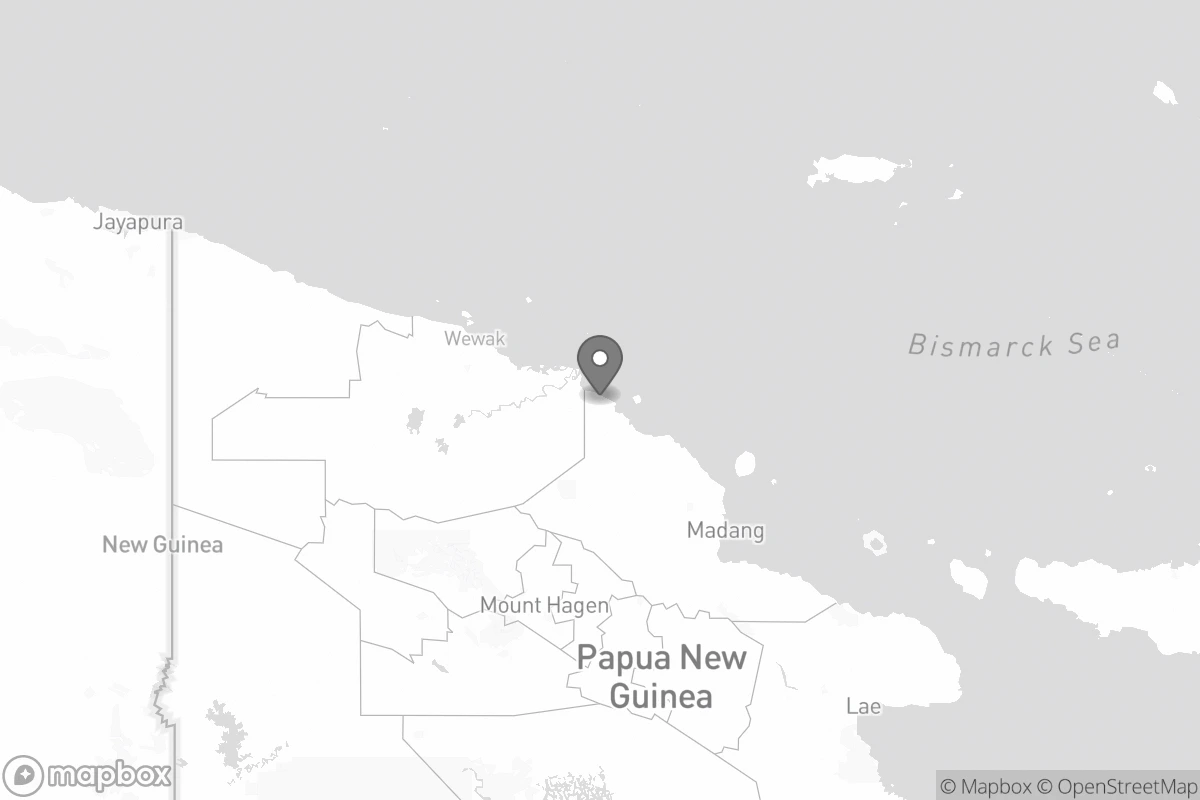 Jayapura
Wewak
Bismarck Sea
Madang
New Guinea
Mount Hagen
Papua New
Guinea
Lae
mapbox
© Mapbox © OpenStreetMap